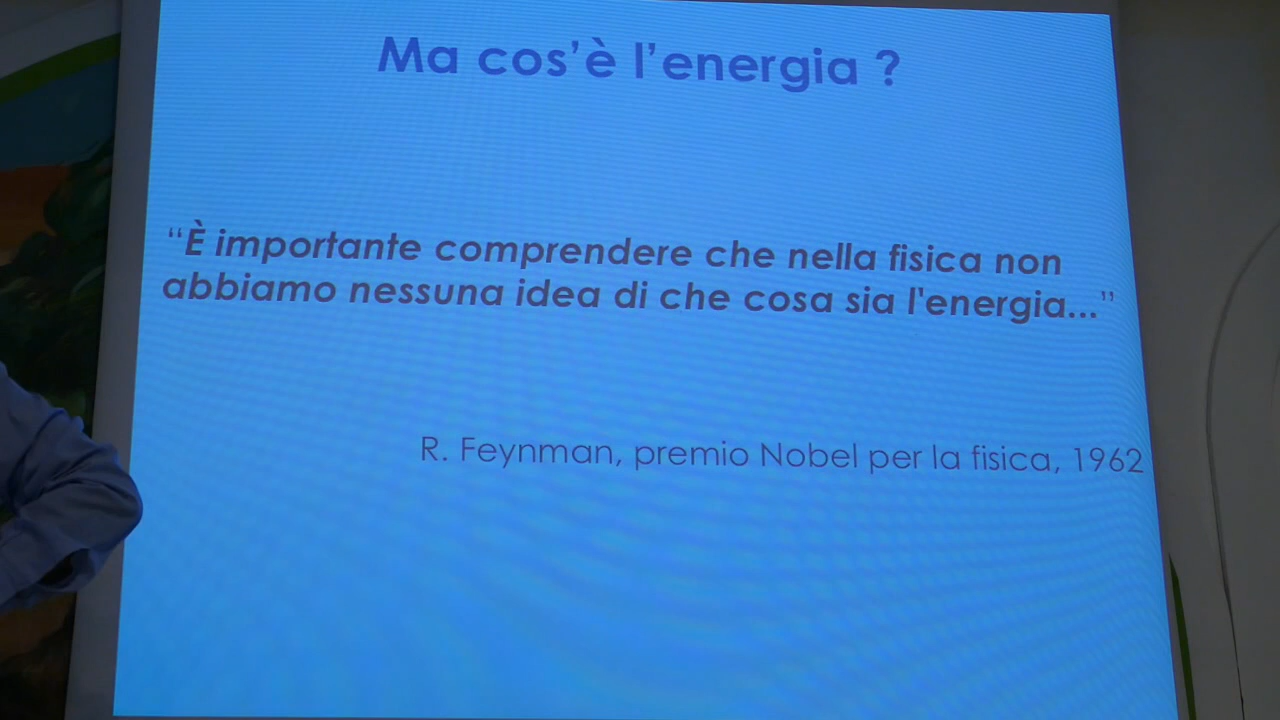 Ma cos’è l’energia ?
“È importante comprendere che nella fisica non
abbiamo nessuna idea di che cosa sia l'energia...”
R. Feynman, premio Nobel per la fisica, 1962